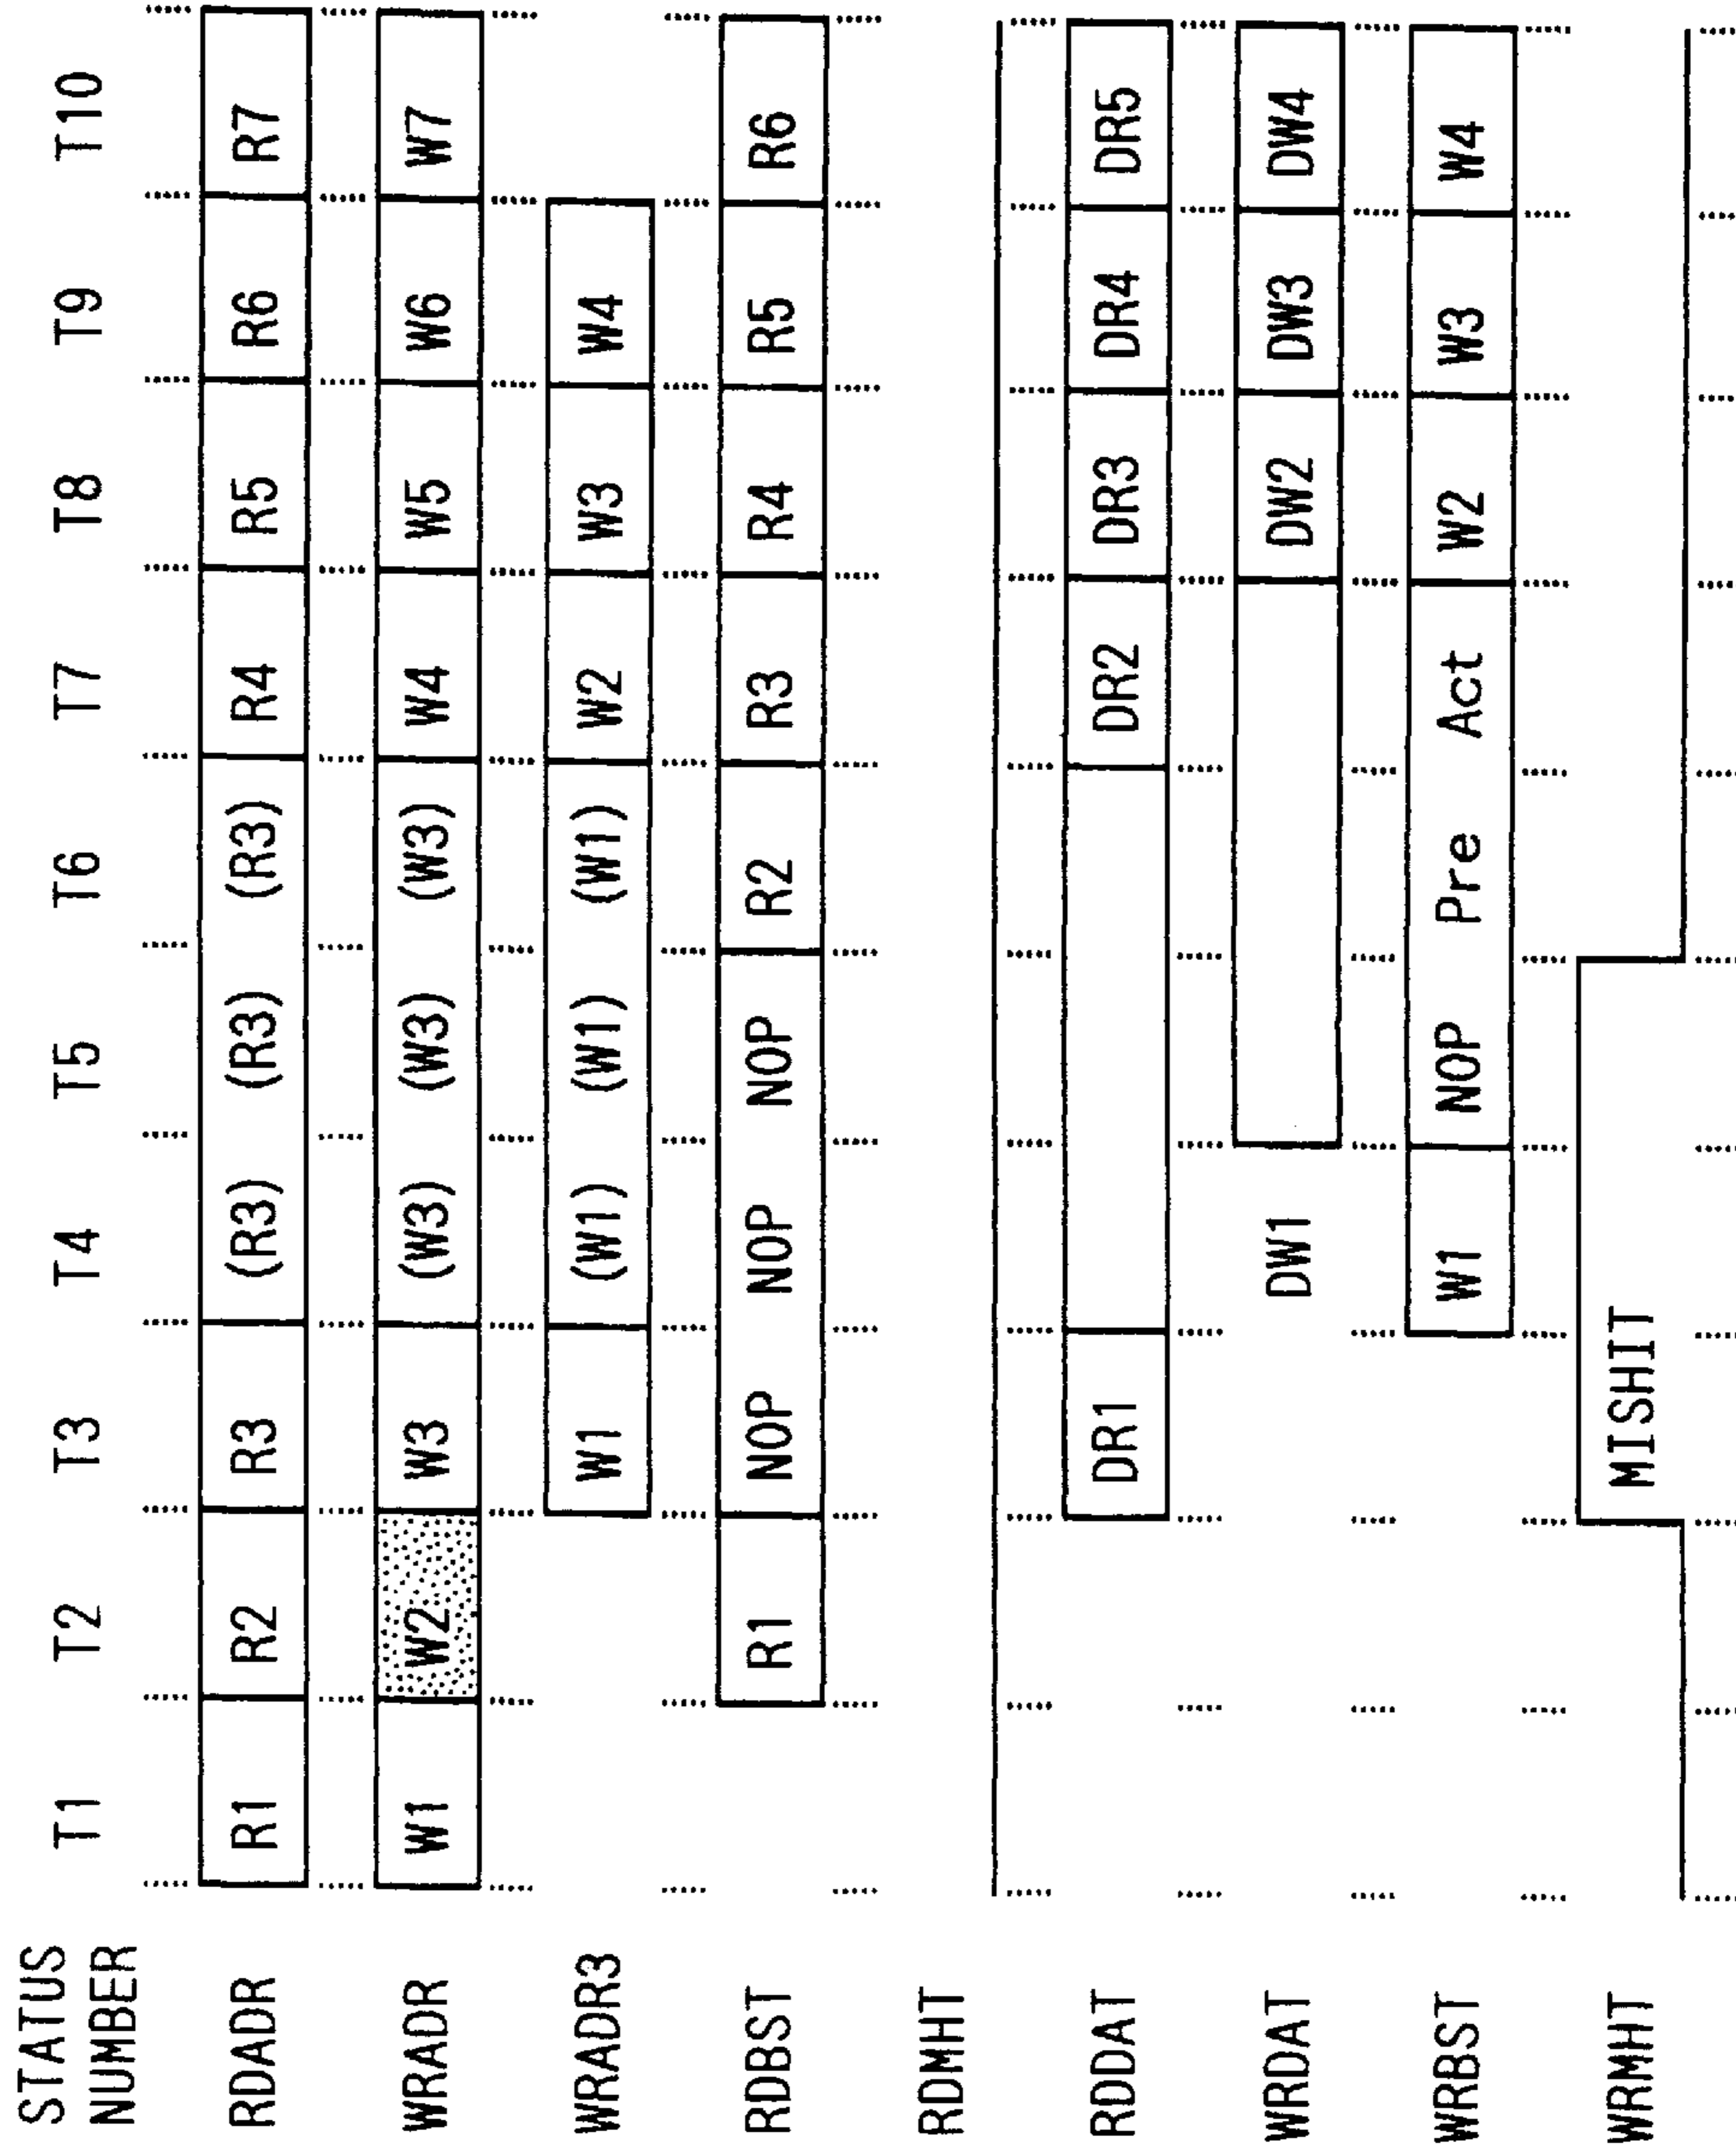 STATUS NUMBER T1 T2 T3 T4 T5 T6 T7 T8 T9 T10
RDADR R1 R2 R3 (R3) (R3) (R3) R4 R5 R6 R7
WRADR W1 W2 W3 (W3) (W3) (W3) W4 W5 W6 W7
WRADR3 W1 (W1) (W1) (W1) W2 W3 W4
RDBST R1 NOP NOP NOP R2 R3 R4 R5 R6
RDMHT
RDDAT DR1 DR2 DR3 DR4 DR5
WRDAT DW1 DW2 DW3 DW4
WRBST W1 NOP Pre Act W2 W3 W4
WRMHT MISHIT